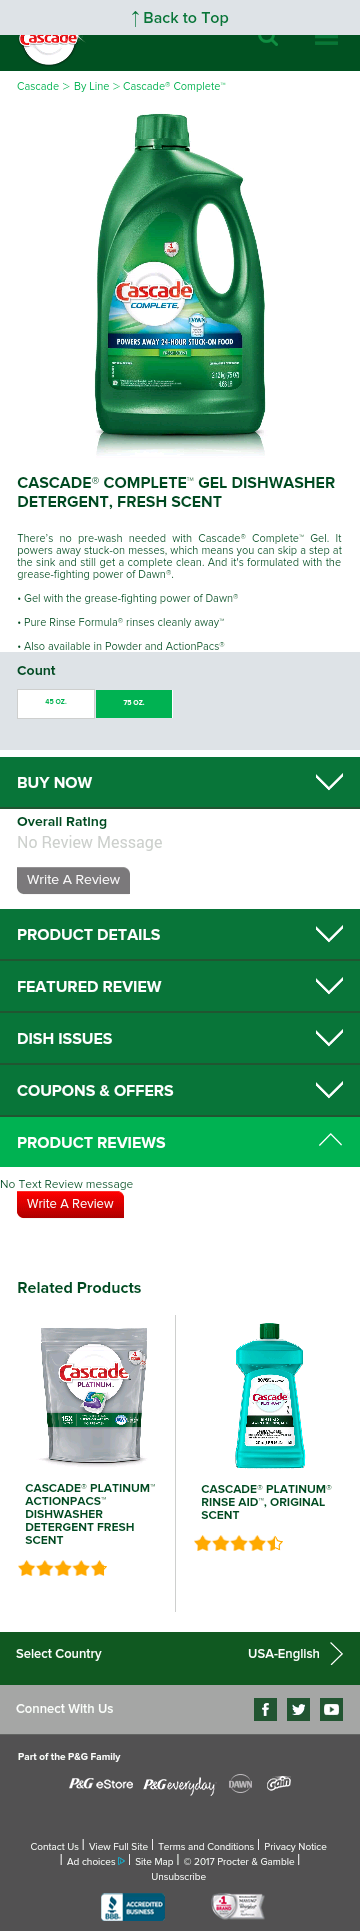 ↑ Back to Top
Cascade
Cascade > By Line > Cascade® Complete™
Cascade
COMPLETE™
DAWN
POWERS AWAY 24-HOUR STUCK-ON FOOD
CASCADE® COMPLETE™ GEL DISHWASHER
DETERGENT, FRESH SCENT
There's no pre-wash needed with Cascade® Complete™ Gel. It
powers away stuck-on messes, which means you can skip a step at
the sink and still get a complete clean. And it's formulated with the
grease-fighting power of Dawn®.
• Gel with the grease-fighting power of Dawn®
• Pure Rinse Formula® rinses cleanly away™
• Also available in Powder and ActionPacs®
Count
45 OZ. 75 OZ.
BUY NOW
Overall Rating
No Review Message
Write A Review
PRODUCT DETAILS
FEATURED REVIEW
DISH ISSUES
COUPONS & OFFERS
PRODUCT REVIEWS
No Text Review message
Write A Review
Related Products
Cascade
PLATINUM™
Cascade
CASCADE® PLATINUM™
ACTIONPACS™
DISHWASHER
DETERGENT FRESH
SCENT
CASCADE® PLATINUM®
RINSE AID™, ORIGINAL
SCENT
Select Country USA-English
Connect With Us
Part of the P&G Family
P&G eStore P&G everyday DAWN Gain
Contact Us | View Full Site | Terms and Conditions | Privacy Notice
| Ad choices | Site Map | © 2017 Procter & Gamble |
Unsubscribe
BBB ACCREDITED
BUSINESS